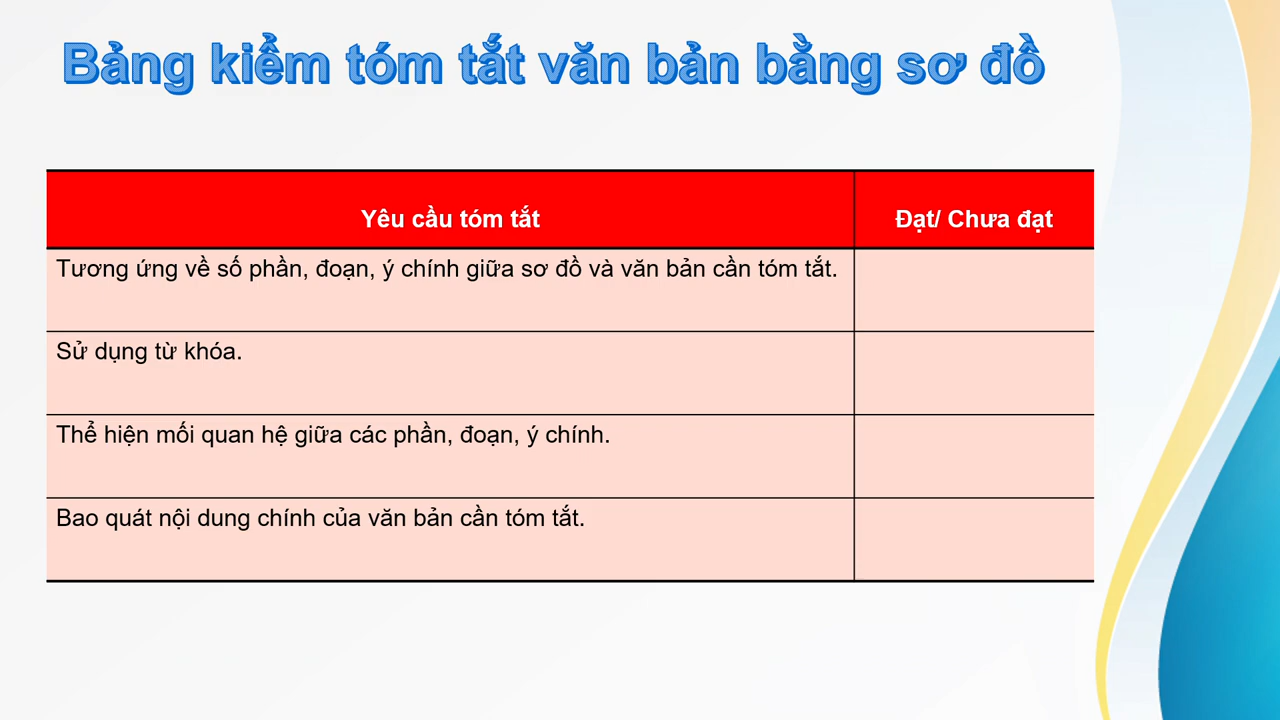 Bảng kiểm tóm tắt văn bản bằng sơ đồ
Yêu cầu tóm tắt
Đạt/ Chưa đạt
Tương ứng về số phần, đoạn, ý chính giữa sơ đồ và văn bản cần tóm tắt.
Sử dụng từ khóa.
Thể hiện mối quan hệ giữa các phần, đoạn, ý chính.
Bao quát nội dung chính của văn bản cần tóm tắt.